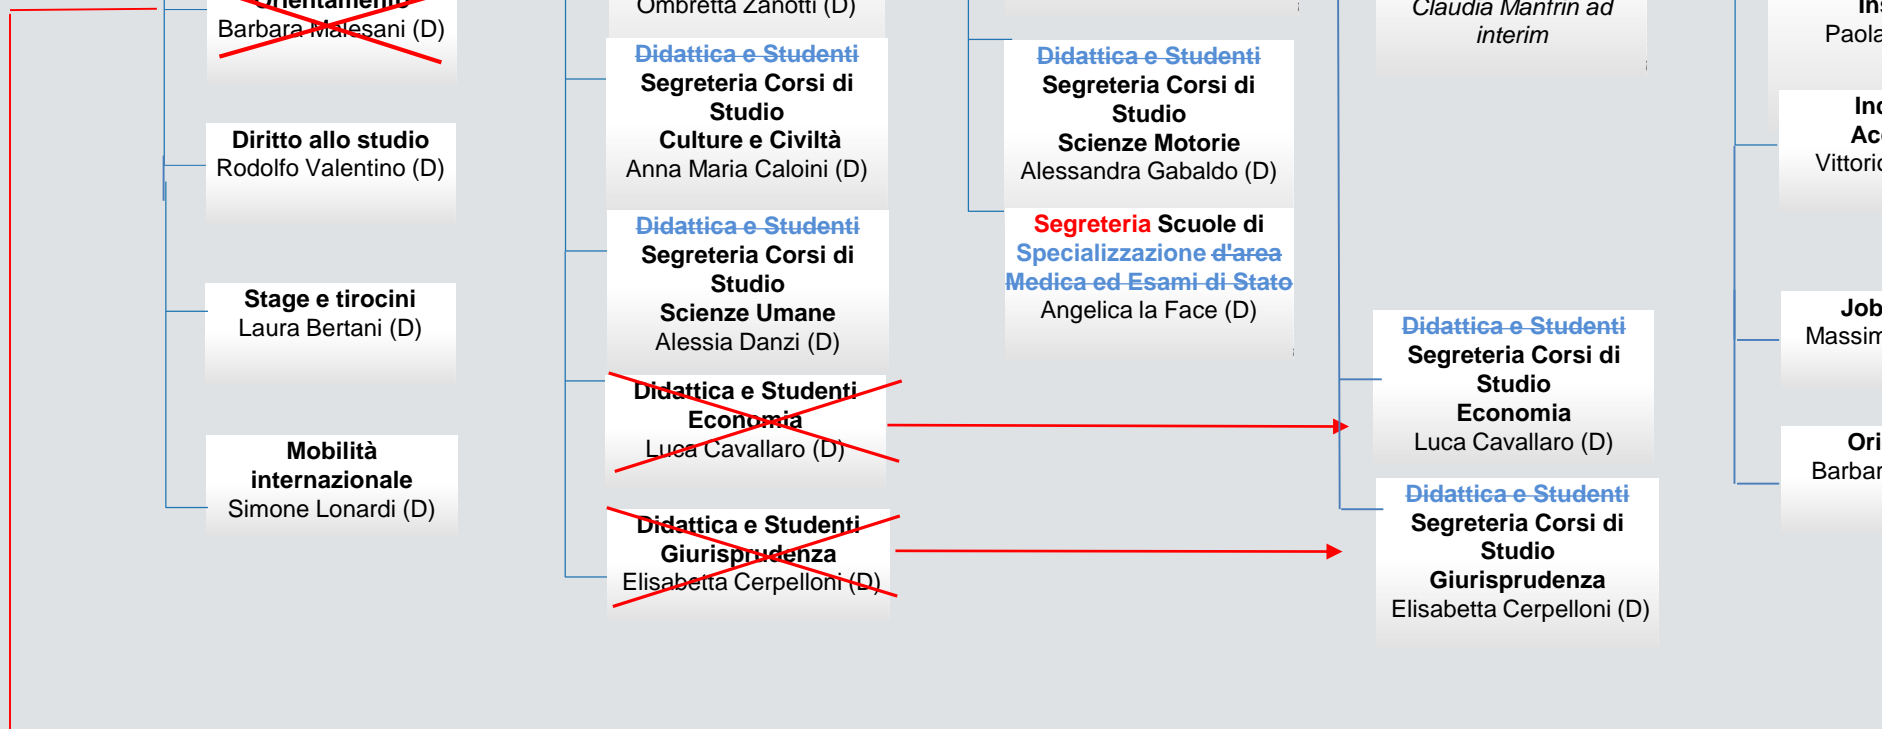 Orientamento
Barbara Malesani (D)
Diritto allo studio
Rodolfo Valentino (D)
Stage e tirocini
Laura Bertani (D)
Mobilità
internazionale
Simone Lonardi (D)
Ombretta Zanotti (D)
Didattica e Studenti
Segreteria Corsi di
Studio
Culture e Civiltà
Anna Maria Caloini (D)
Didattica e Studenti
Segreteria Corsi di
Studio
Scienze Umane
Alessia Danzi (D)
Didattica e Studenti
Economia
Luca Cavallaro (D)
Didattica e Studenti
Giurisprudenza
Elisabetta Cerpelloni (D)
Didattica e Studenti
Segreteria Corsi di
Studio
Scienze Motorie
Alessandra Gabaldo (D)
Segreteria Scuole di
Specializzazione d'area
Medica ed Esami di Stato
Angelica la Face (D)
Claudia Manfrin ad
interim
Didattica e Studenti
Segreteria Corsi di
Studio
Economia
Luca Cavallaro (D)
Didattica e Studenti
Segreteria Corsi di
Studio
Giurisprudenza
Elisabetta Cerpelloni (D)
Paola
Job